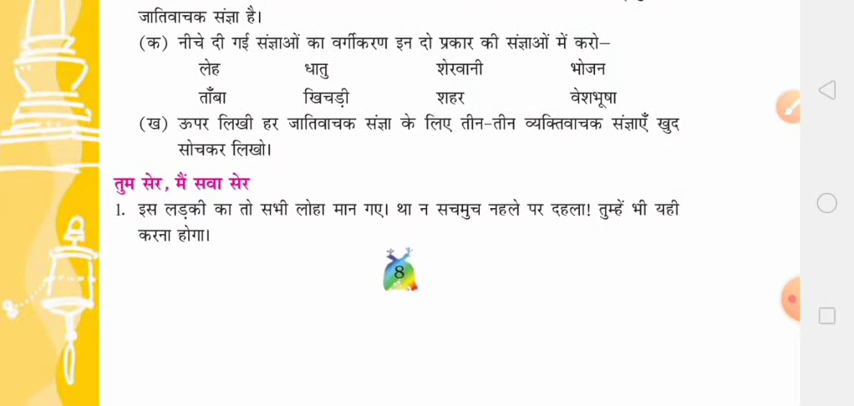 जातिवाचक संज्ञा है।
(क) नीचे दी गई संज्ञाओं का वर्गीकरण इन दो प्रकार की संज्ञाओं में करो–
लेह धातु शेरवानी भोजन
ताँबा खिचड़ी शहर वेशभूषा
(ख) ऊपर लिखी हर जातिवाचक संज्ञा के लिए तीन-तीन व्यक्तिवाचक संज्ञाएँ खुद
सोचकर लिखो।
तुम सेर, मैं सवा सेर
1. इस लड़की का तो सभी लोहा मान गए। था न सचमुच नहले पर दहला! तुम्हें भी यही
करना होगा।
8